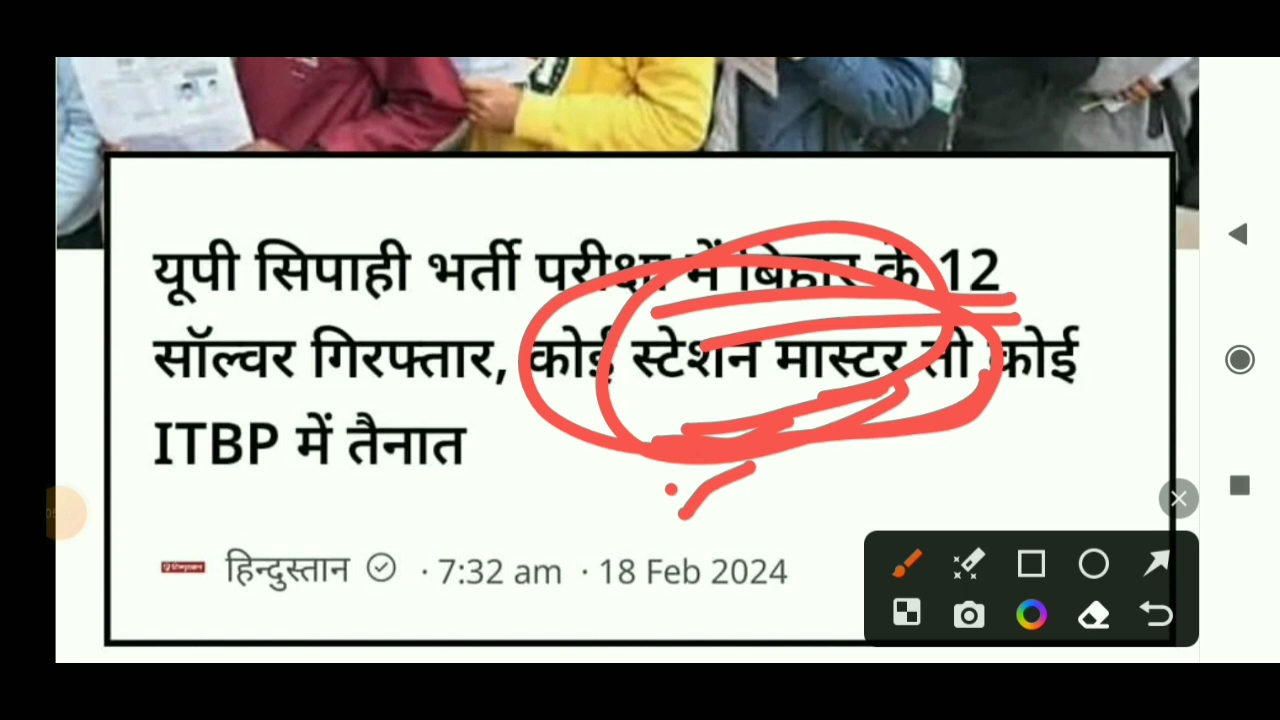 यूपी सिपाही भर्ती परीक्षा में बिहार के 12
सॉल्वर गिरफ्तार, कोई स्टेशन मास्टर तो कोई
ITBP में तैनात
हिन्दुस्तान · 7:32 am · 18 Feb 2024